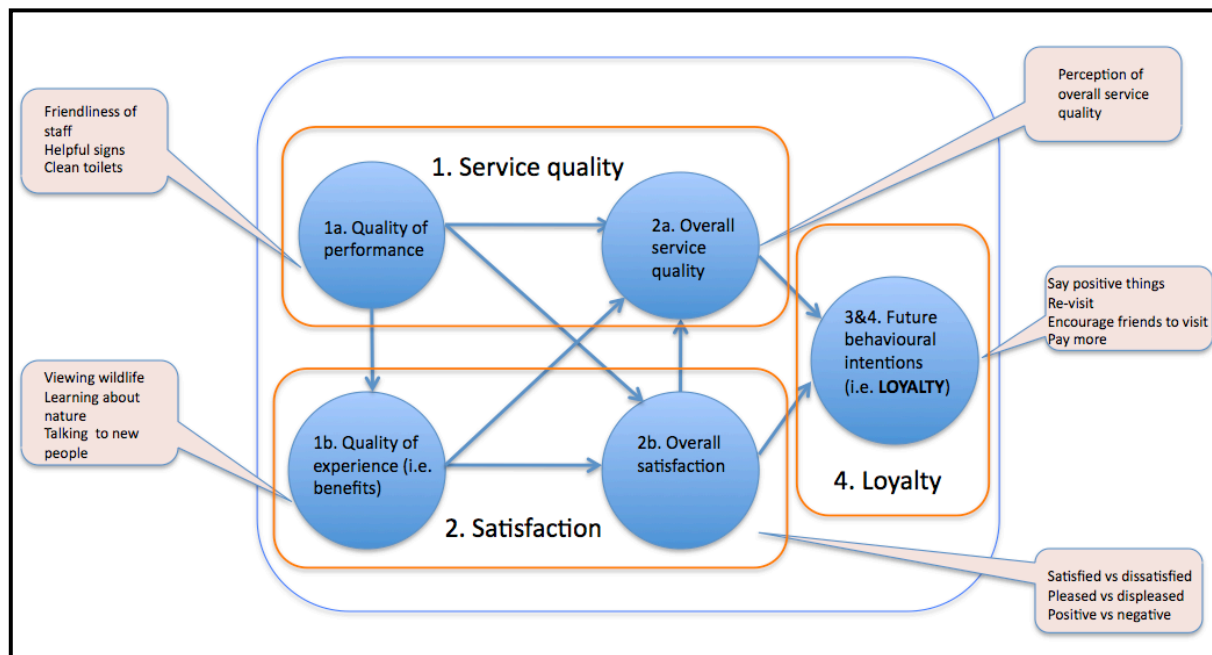 Friendliness of
staff
Helpful signs
Clean toilets
Perception of
overall service
quality
1. Service quality
1a. Quality of
performance
2a. Overall
service
quality
3&4. Future
behavioural
intentions
(i.e. LOYALTY)
Say positive things
Re-visit
Encourage friends to visit
Pay more
Viewing wildlife
Learning about
nature
Talking to new
people
1b. Quality of
experience (i.e.
benefits)
2b. Overall
satisfaction
4. Loyalty
2. Satisfaction
Satisfied vs dissatisfied
Pleased vs displeased
Positive vs negative